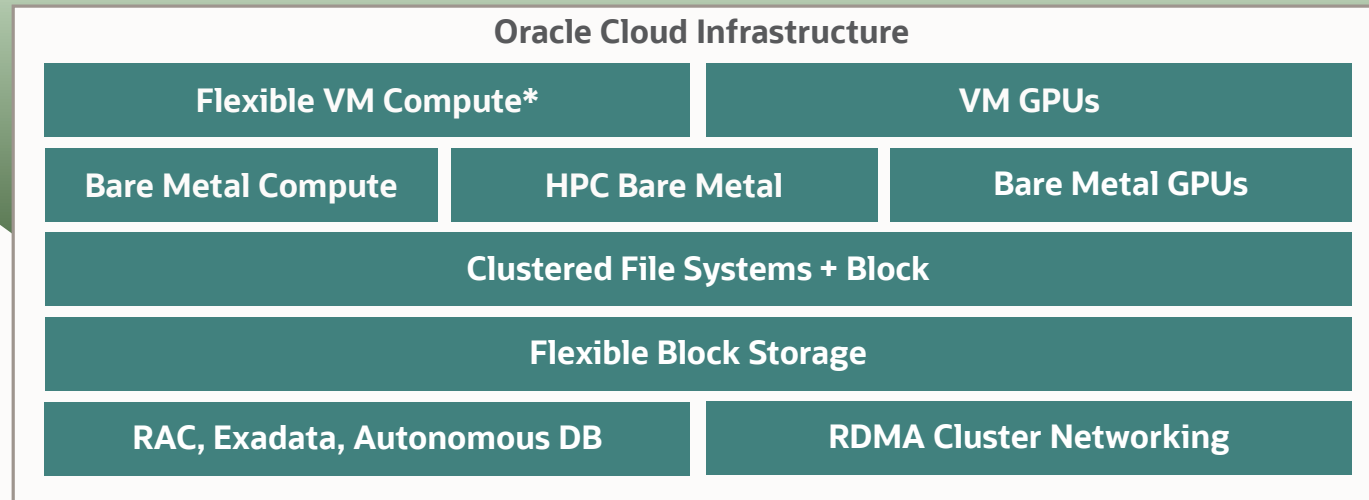 Oracle Cloud Infrastructure
Flexible VM Compute*
VM GPUs
Bare Metal Compute
HPC Bare Metal
Bare Metal GPUs
Clustered File Systems + Block
Flexible Block Storage
RAC, Exadata, Autonomous DB
RDMA Cluster Networking